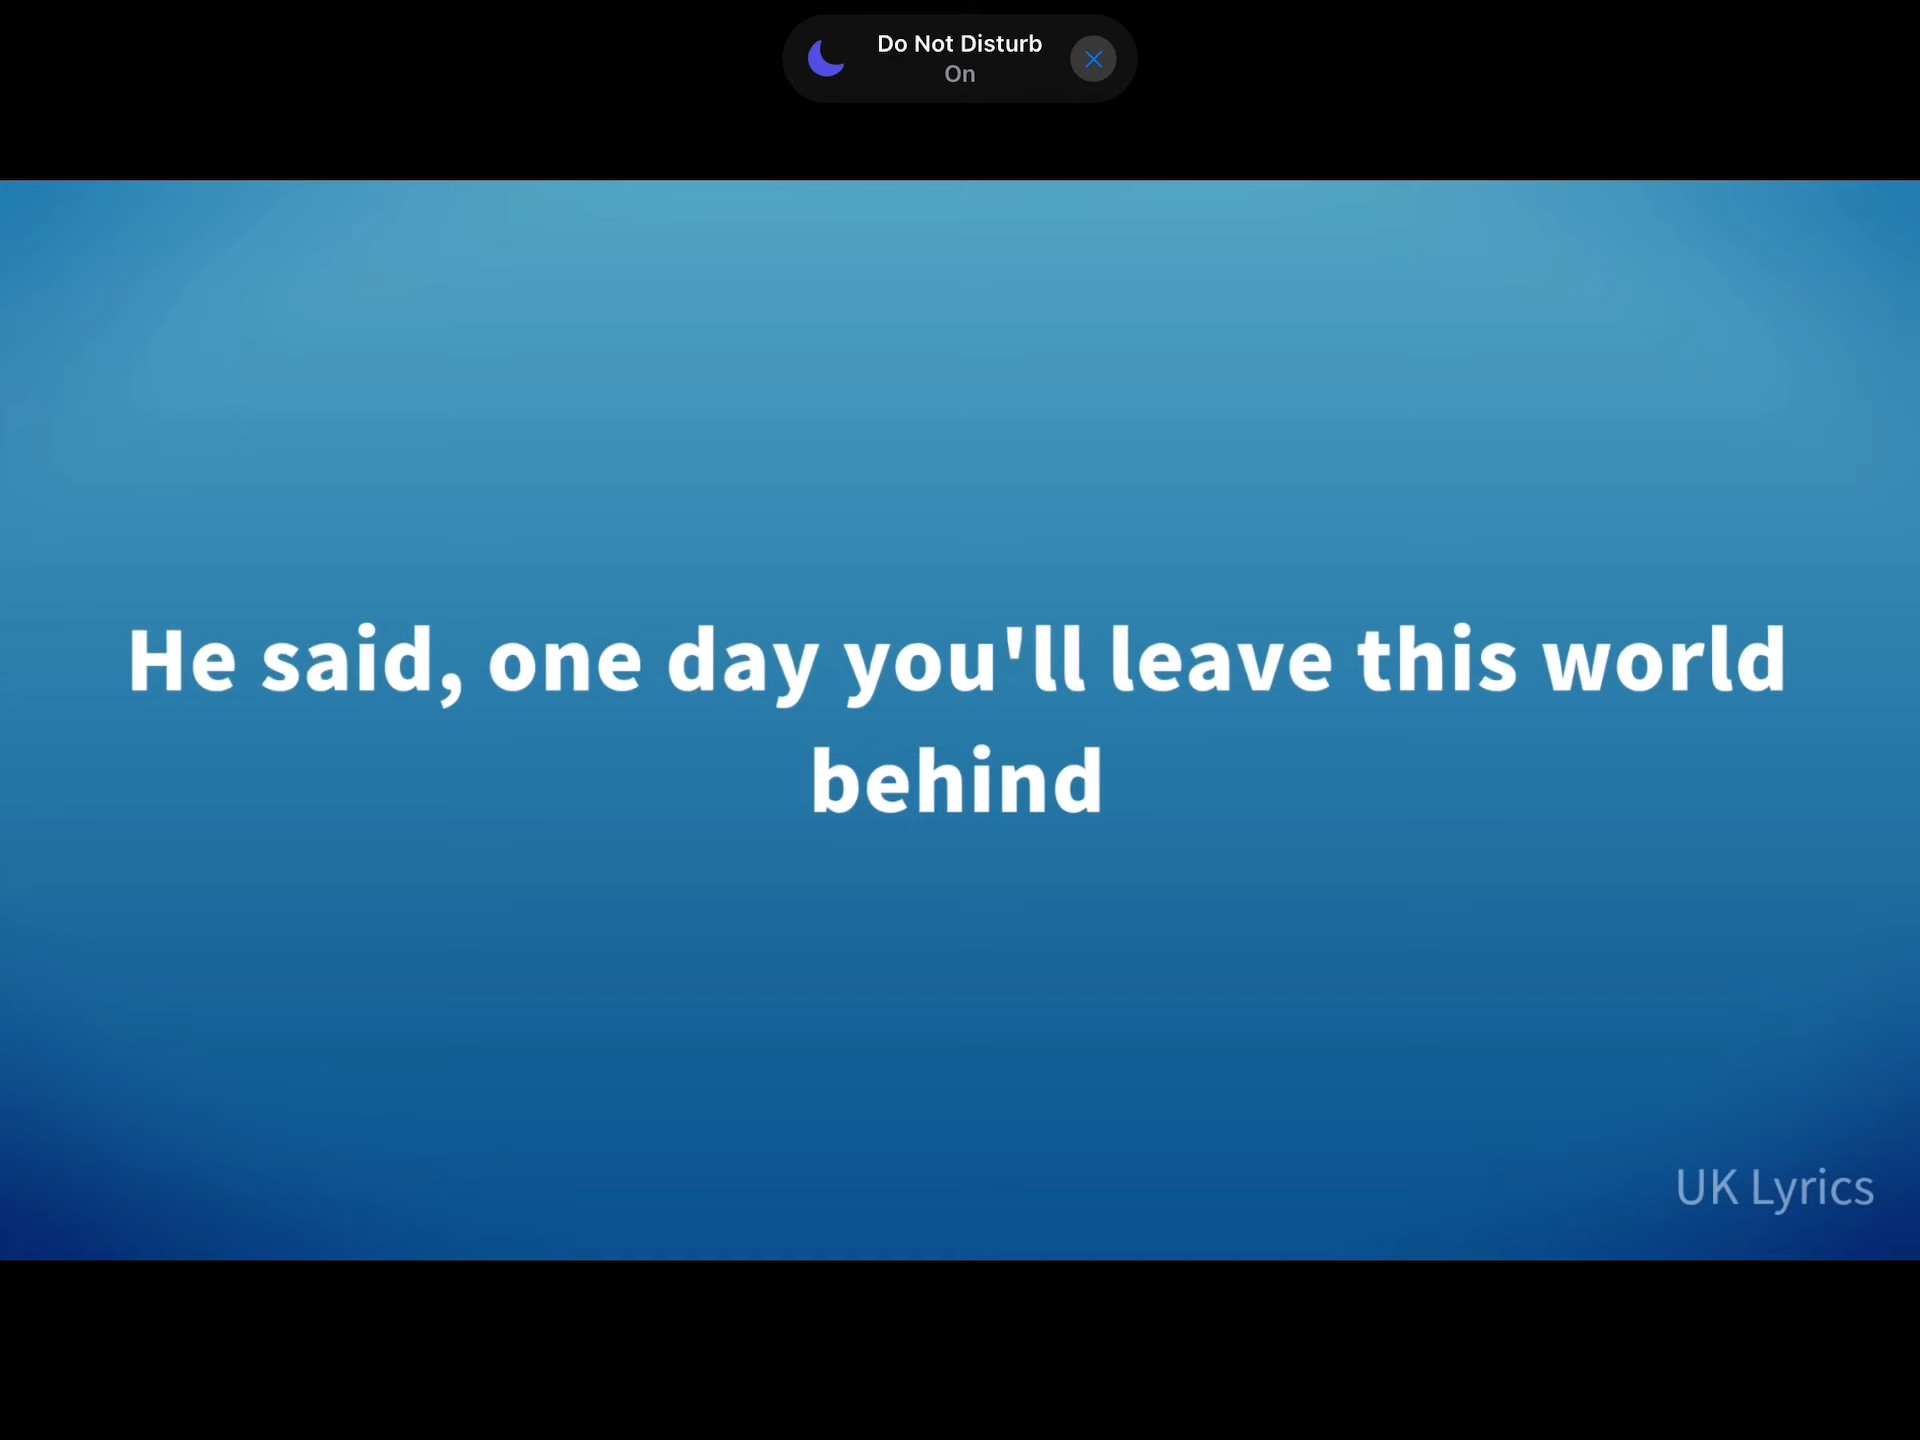 Do Not Disturb
On
He said, one day you'll leave this world
behind
UK Lyrics